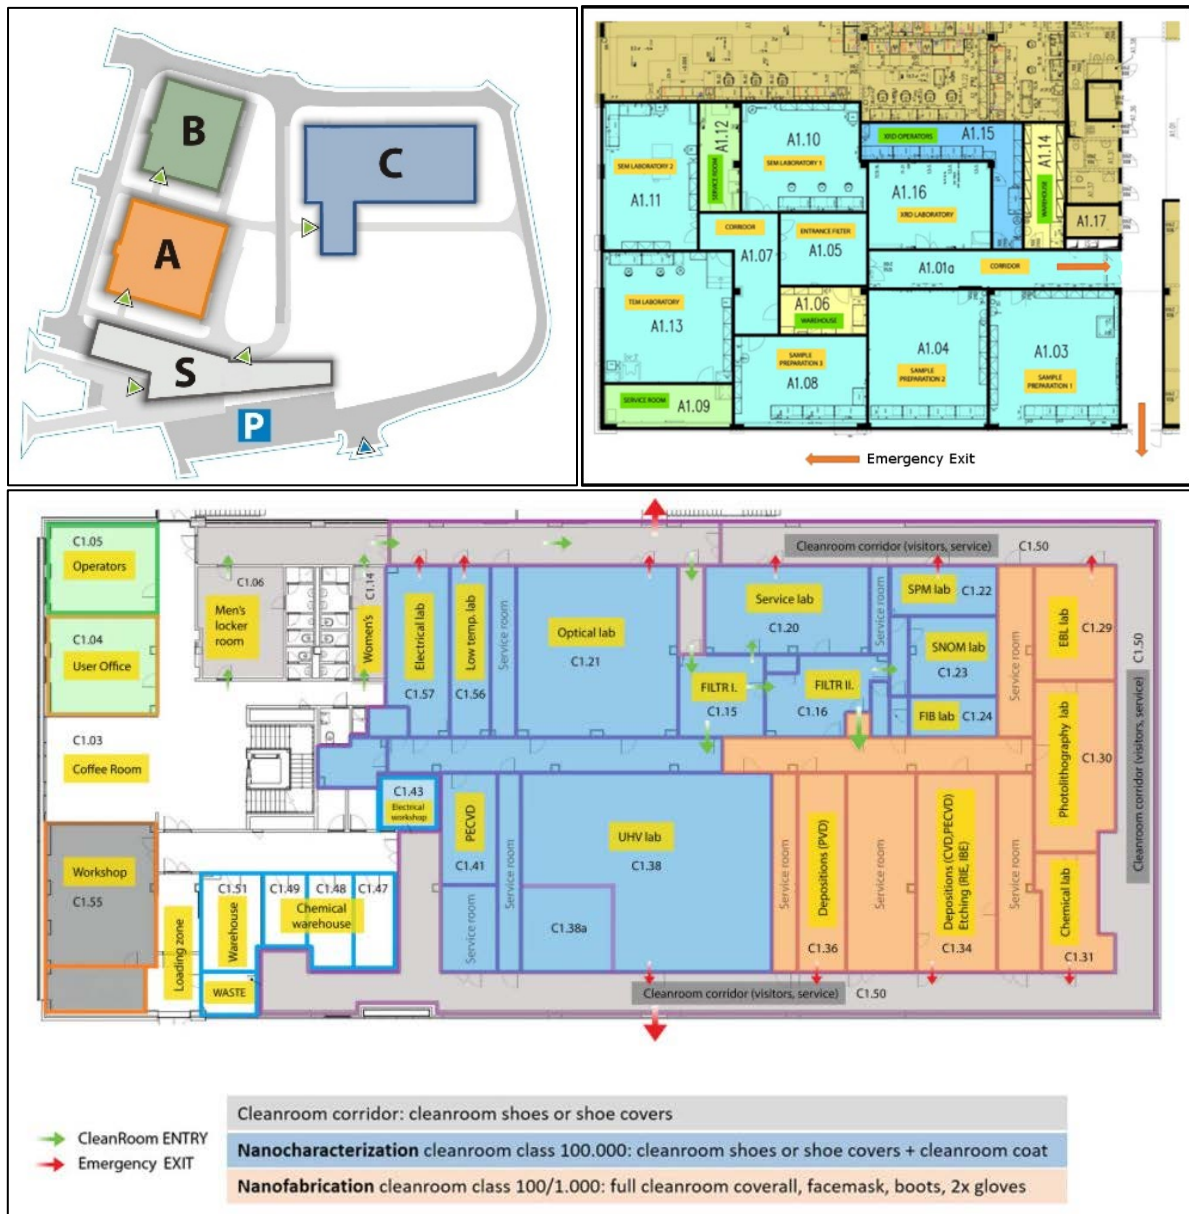 B
C
A
S
P
A1.12
SERVICE ROOM
A1.10
SEM LABORATORY 1
XRD OPERATORS
A1.15
A1.14
WAREHOUSE
SEM LABORATORY 2
A1.11
A1.16
XRD LABORATORY
A1.17
CORRIDOR
A1.07
ENTRANCE FILTER
A1.05
A1.01a
CORRIDOR
TEM LABORATORY
A1.13
A1.06
WAREHOUSE
SAMPLE PREPARATION 3
A1.08
A1.04
SAMPLE PREPARATION 2
A1.03
SAMPLE PREPARATION 1
SERVICE ROOM
A1.09
Emergency Exit
C1.05
Operators
C1.04
User Office
C1.03
Coffee Room
Workshop
C1.55
C1.06
Men's
locker
room
C1.14
Women's
Electrical lab
C1.57
Low temp. lab
C1.56
Service room
Optical lab
C1.21
Cleanroom corridor (visitors, service)
C1.50
Service lab
C1.20
Service room
SPM lab
C1.22
SNOM lab
C1.23
FIB lab
C1.24
FILTR I.
C1.15
FILTR II.
C1.16
Service room
EBL lab
C1.29
C1.50
Photolithography lab
C1.30
Cleanroom corridor (visitors, service)
Chemical lab
C1.31
C1.43
Electrical
workshop
PECVD
C1.41
Service room
Service room
UHV lab
C1.38
C1.38a
Service room
Depositions (PVD)
C1.36
Service room
Depositions (CVD,PECVD)
Etching (RIE, IBE)
C1.34
Service room
Loading zone
C1.51
Warehouse
WASTE
C1.49
C1.48
C1.47
Chemical
warehouse
Cleanroom corridor (visitors, service)
C1.50
CleanRoom ENTRY
Emergency EXIT
Cleanroom corridor: cleanroom shoes or shoe covers
Nanocharacterization cleanroom class 100.000: cleanroom shoes or shoe covers + cleanroom coat
Nanofabrication cleanroom class 100/1.000: full cleanroom coverall, facemask, boots, 2x gloves